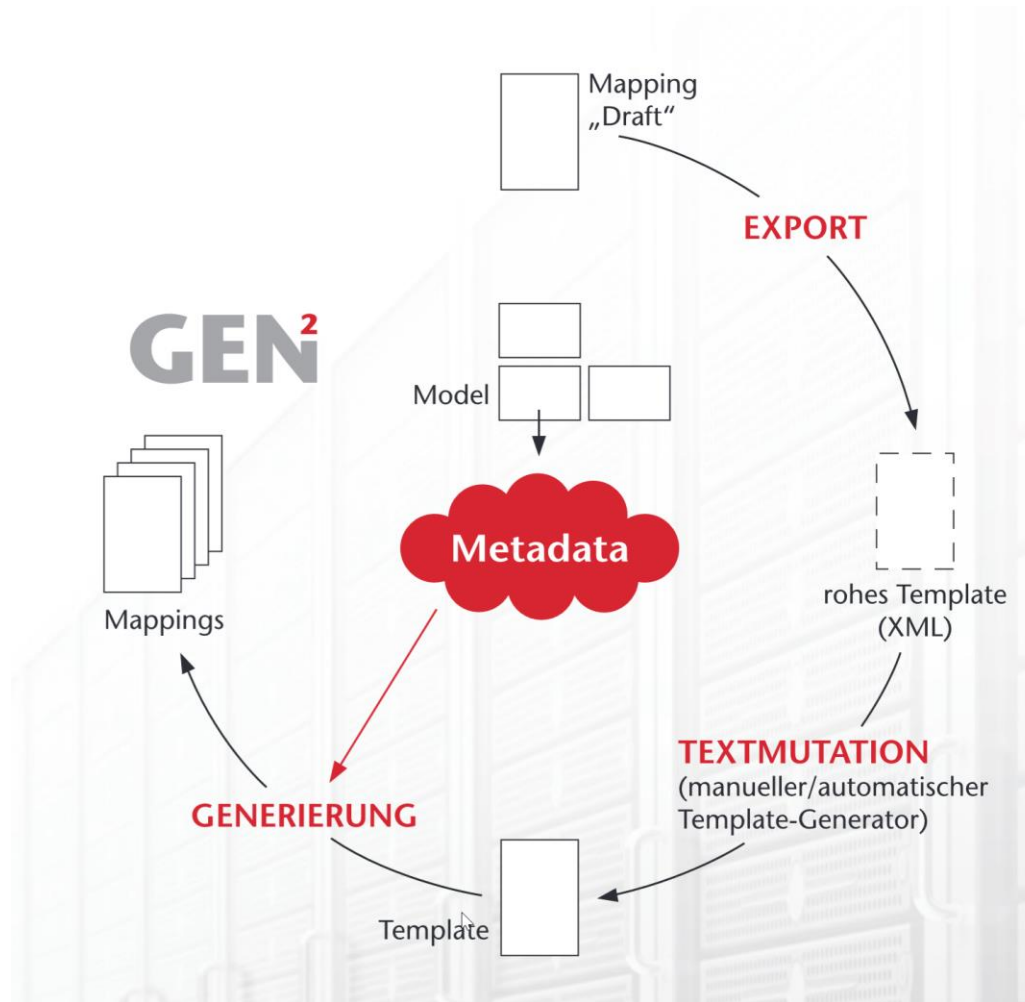 Mapping
„Draft“
EXPORT
GEN²
Model
Metadata
Mappings
rohes Template
(XML)
TEXTMUTATION
(manueller/automatischer
Template-Generator)
GENERIERUNG
Template